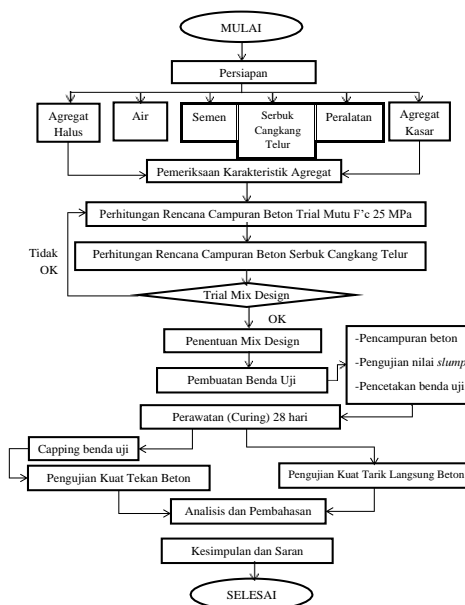 MULAI
Persiapan
Agregat
Halus
Air
Semen
Serbuk
Cangkang
Telur
Peralatan
Agregat
Kasar
Pemeriksaan Karakteristik Agregat
Perhitungan Rencana Campuran Beton Trial Mutu F'c 25 MPa
Tidak
OK
Perhitungan Rencana Campuran Beton Serbuk Cangkang Telur
Trial Mix Design
OK
Penentuan Mix Design
Pembuatan Benda Uji
-Pencampuran beton
-Pengujian nilai slump
-Pencetakan benda uji
Perawatan (Curing) 28 hari
Capping benda uji
Pengujian Kuat Tekan Beton
Pengujian Kuat Tarik Langsung Beton
Analisis dan Pembahasan
Kesimpulan dan Saran
SELESAI